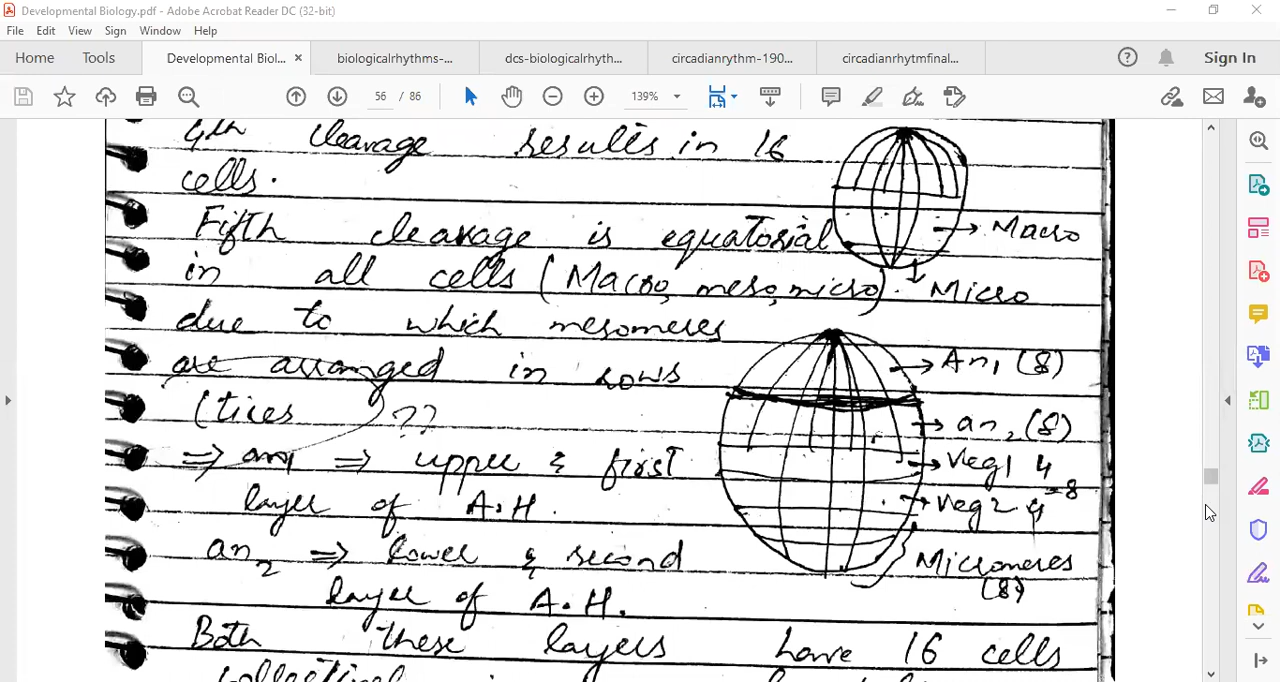 Developmental Biology.pdf - Adobe Acrobat Reader DC (32-bit)
File Edit View Sign Window Help
Home Tools Developmental Biol... × biologicalrhythms-... dcs-biologicalrhyth... circadianrythm-190... circadianrhytmfinal... Sign In
56 / 86 139%
4th cleavage results in 16
cells.
Fifth cleavage is equatorial
in all cells (Macro, meso, micro).
due to which mesomeres
are arranged in rows
(tires ??
⇒ an1 ⇒ upper & first
layer of A.H.
an2 ⇒ lower & second
layer of A.H.
Both these layers have 16 cells
→ Macro
Micro
→ An1 (8)
→ an2 (8)
→ Veg1 4
→ Veg2 4 =8
Micromeres
(8)